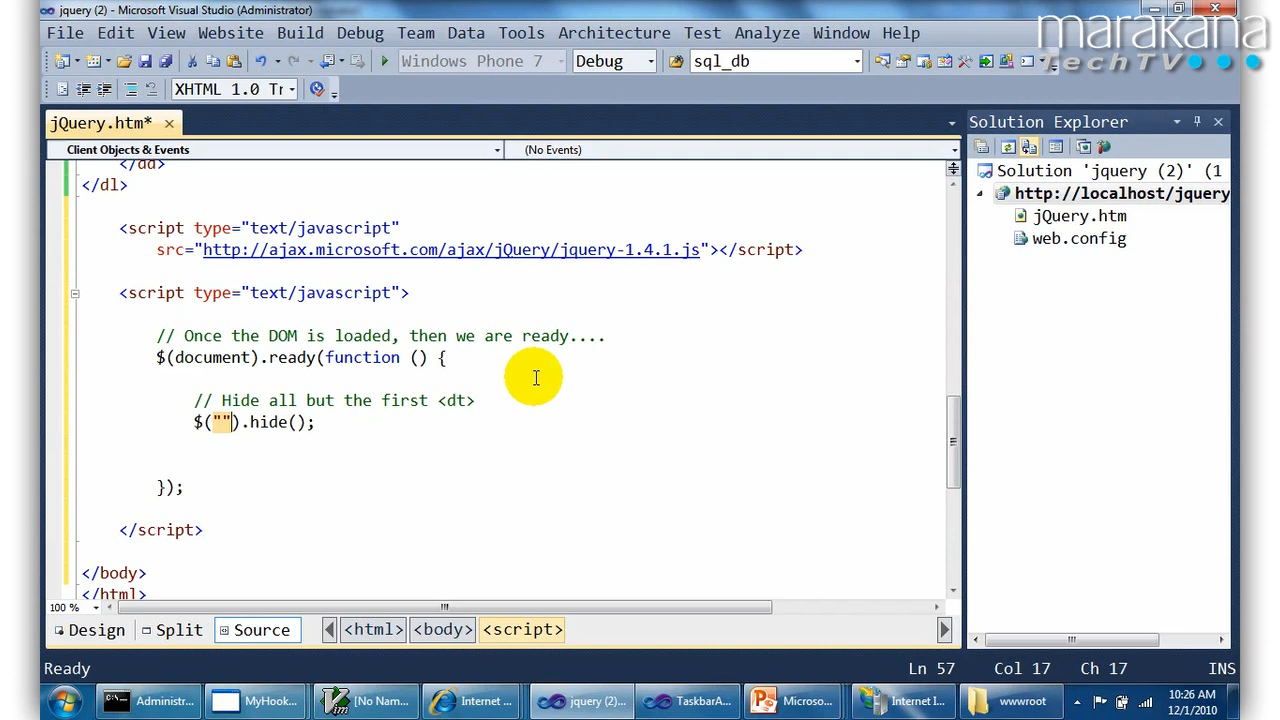 jquery (2) - Microsoft Visual Studio (Administrator)
marakana
TechTV
File Edit View Website Build Debug Team Data Tools Architecture Test Analyze Window Help
Windows Phone 7 Debug sql_db
XHTML 1.0 Tr
jQuery.htm*
Solution Explorer
Client Objects & Events (No Events)
Solution 'jquery (2)' (1
http://localhost/jquery
jQuery.htm
web.config
</dd>
</dl>
<script type="text/javascript"
src="http://ajax.microsoft.com/ajax/jQuery/jquery-1.4.1.js"></script>
<script type="text/javascript">
// Once the DOM is loaded, then we are ready....
$(document).ready(function () {
// Hide all but the first <dt>
$("").hide();
});
</script>
</body>
</html>
100 %
Design Split Source <html> <body> <script>
Ready Ln 57 Col 17 Ch 17 INS
Administr... MyHook... [No Nam... Internet ... jquery (2)... TaskbarA... Microso... Internet I... wwwroot
10:26 AM
12/1/2010